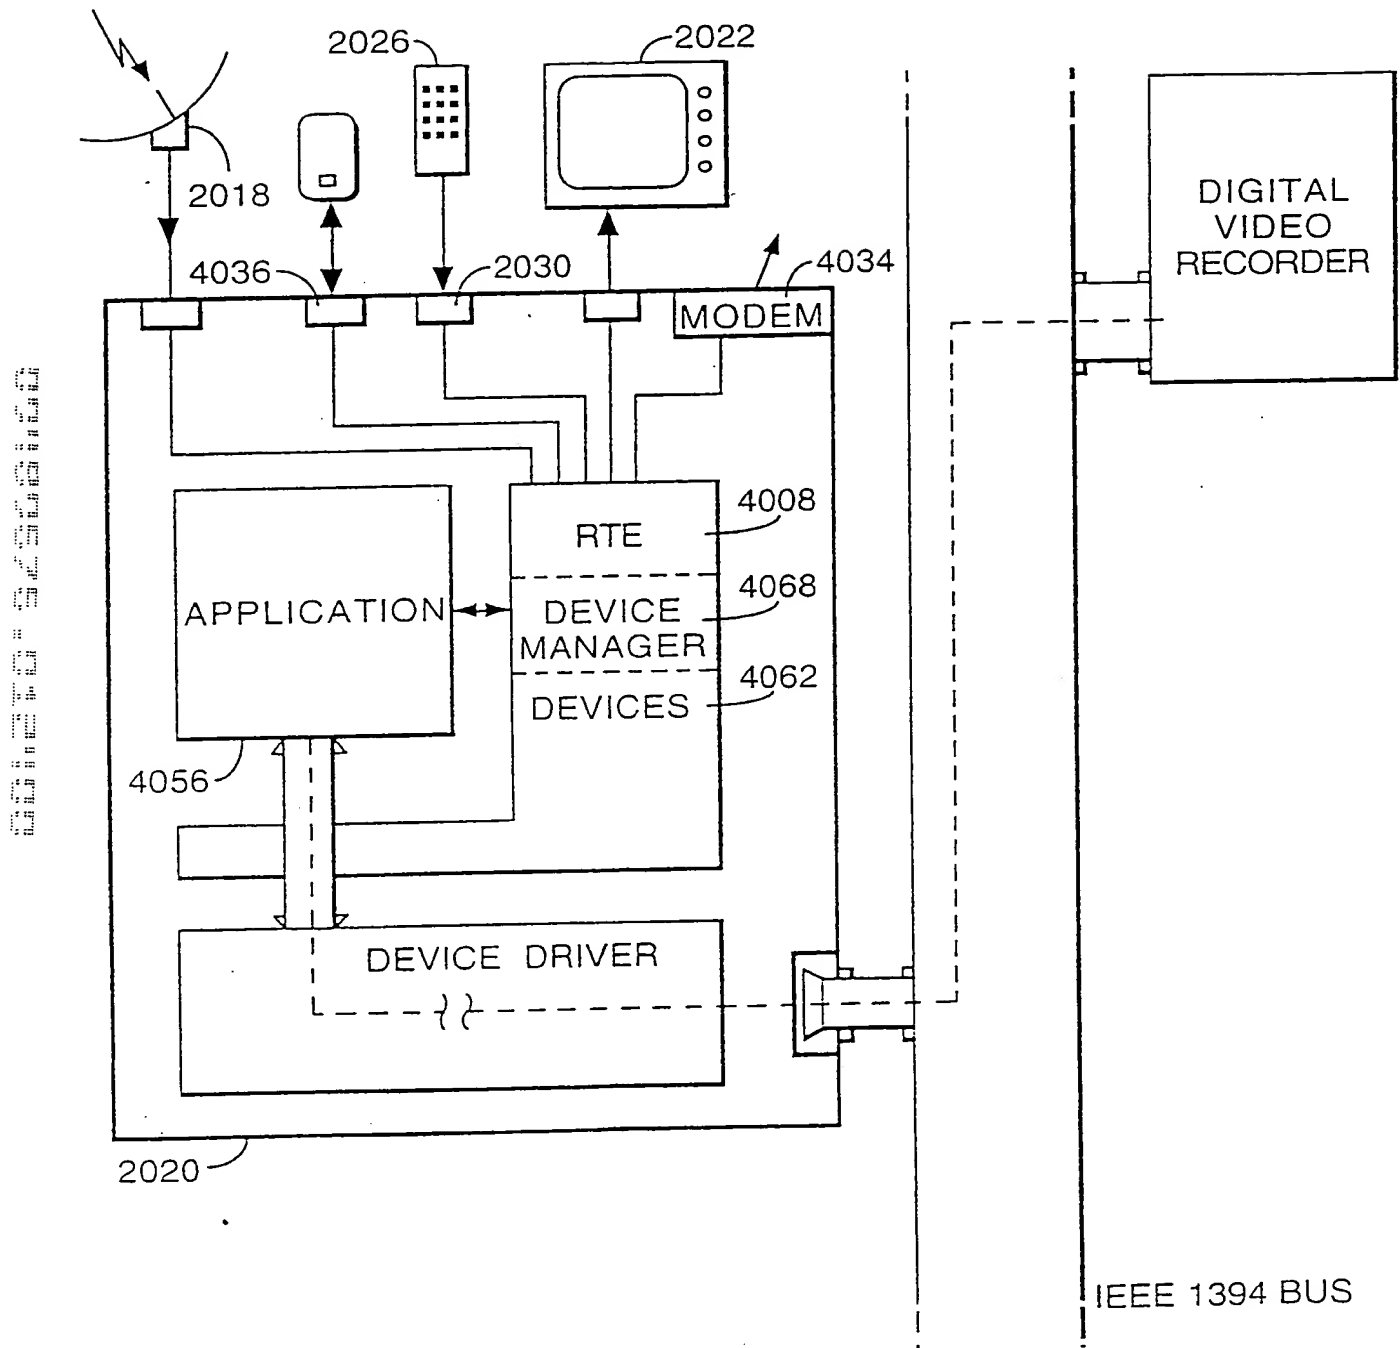 2026
2022
2018
DIGITAL
VIDEO
RECORDER
4036
2030
4034
MODEM
4008
RTE
4068
APPLICATION
DEVICE
MANAGER
4062
DEVICES
4056
DEVICE DRIVER
2020
IEEE 1394 BUS